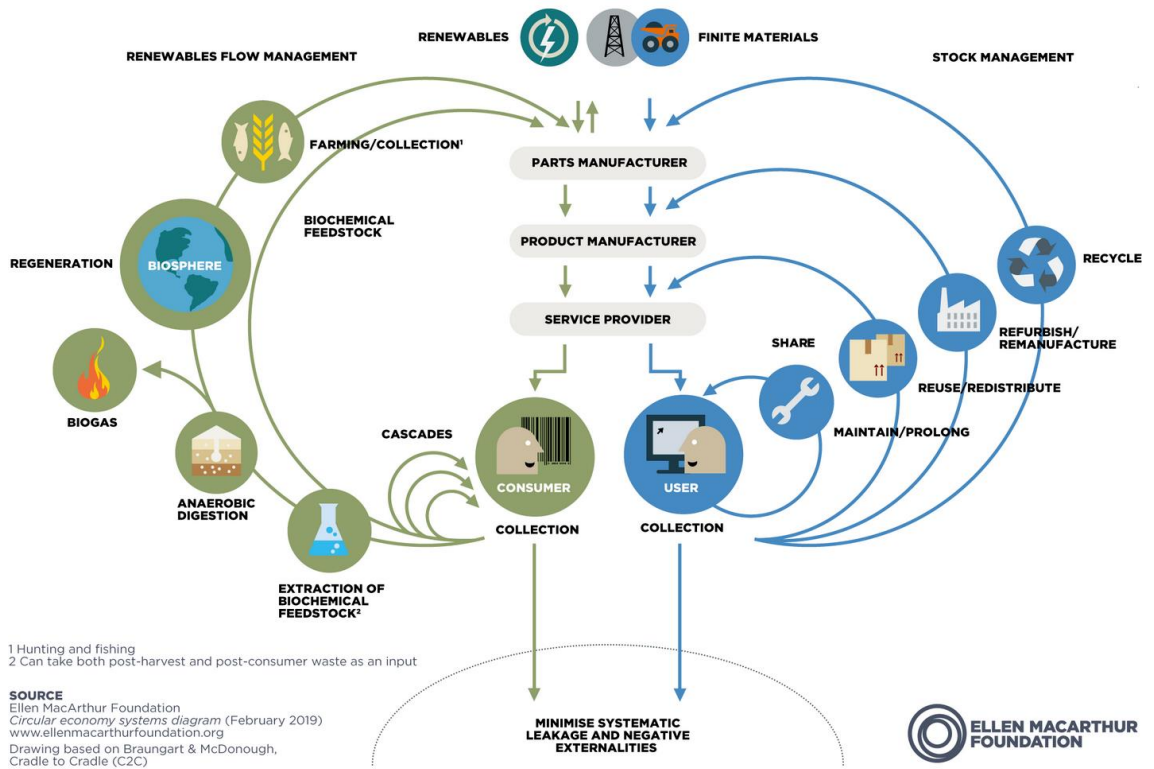 RENEWABLES
FINITE MATERIALS
RENEWABLES FLOW MANAGEMENT
STOCK MANAGEMENT
FARMING/COLLECTION¹
PARTS MANUFACTURER
BIOCHEMICAL
FEEDSTOCK
PRODUCT MANUFACTURER
REGENERATION
BIOSPHERE
RECYCLE
SERVICE PROVIDER
SHARE
REFURBISH/
REMANUFACTURE
REUSE/REDISTRIBUTE
BIOGAS
CASCADES
MAINTAIN/PROLONG
CONSUMER
USER
ANAEROBIC
DIGESTION
COLLECTION
COLLECTION
EXTRACTION OF
BIOCHEMICAL
FEEDSTOCK²
1 Hunting and fishing
2 Can take both post-harvest and post-consumer waste as an input
SOURCE
Ellen MacArthur Foundation
Circular economy systems diagram (February 2019)
www.ellenmacarthurfoundation.org
Drawing based on Braungart & McDonough,
Cradle to Cradle (C2C)
MINIMISE SYSTEMATIC
LEAKAGE AND NEGATIVE
EXTERNALITIES
ELLEN MACARTHUR
FOUNDATION